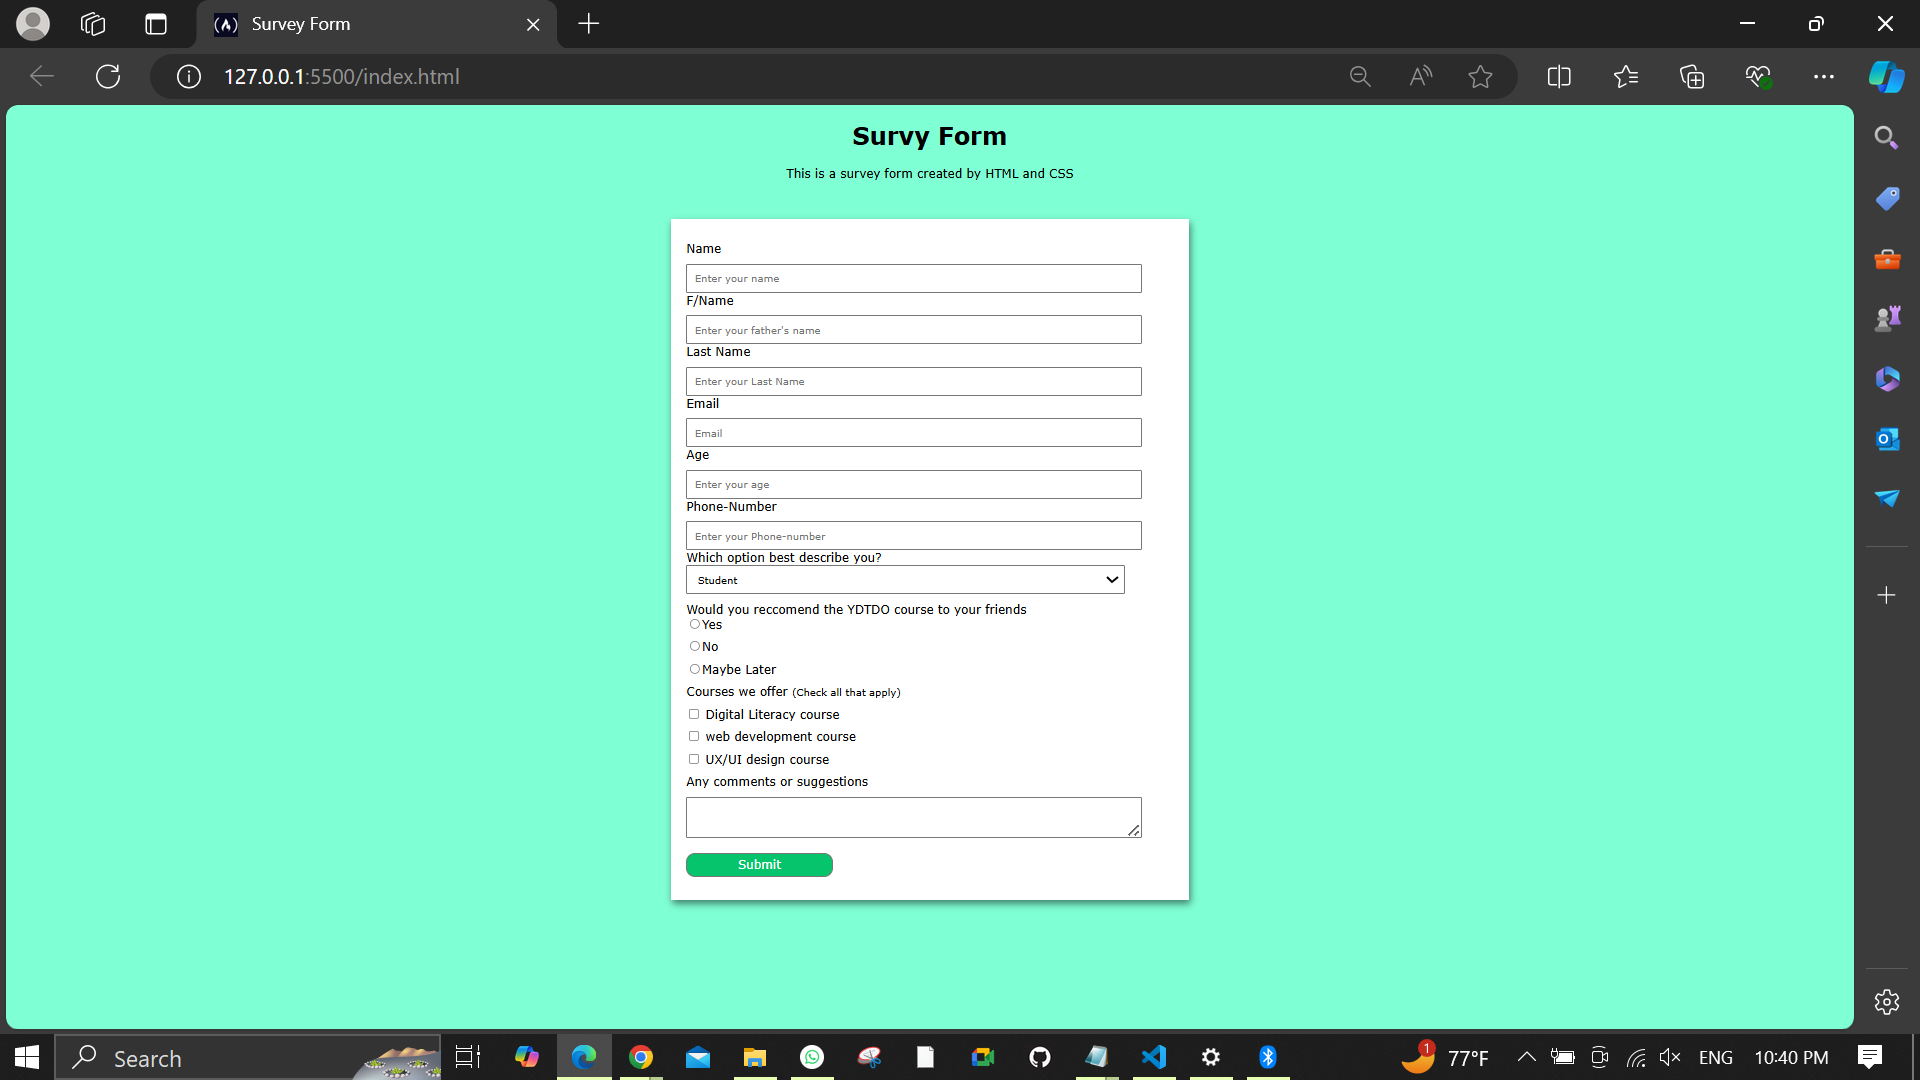 Survey Form
127.0.0.1:5500/index.html
Survy Form
This is a survey form created by HTML and CSS
Name
Enter your name
F/Name
Enter your father's name
Last Name
Enter your Last Name
Email
Email
Age
Enter your age
Phone-Number
Enter your Phone-number
Which option best describe you?
Student
Would you reccomend the YDTDO course to your friends
Yes
No
Maybe Later
Courses we offer (Check all that apply)
Digital Literacy course
web development course
UX/UI design course
Any comments or suggestions
Submit
Search
1
77°F
ENG
10:40 PM